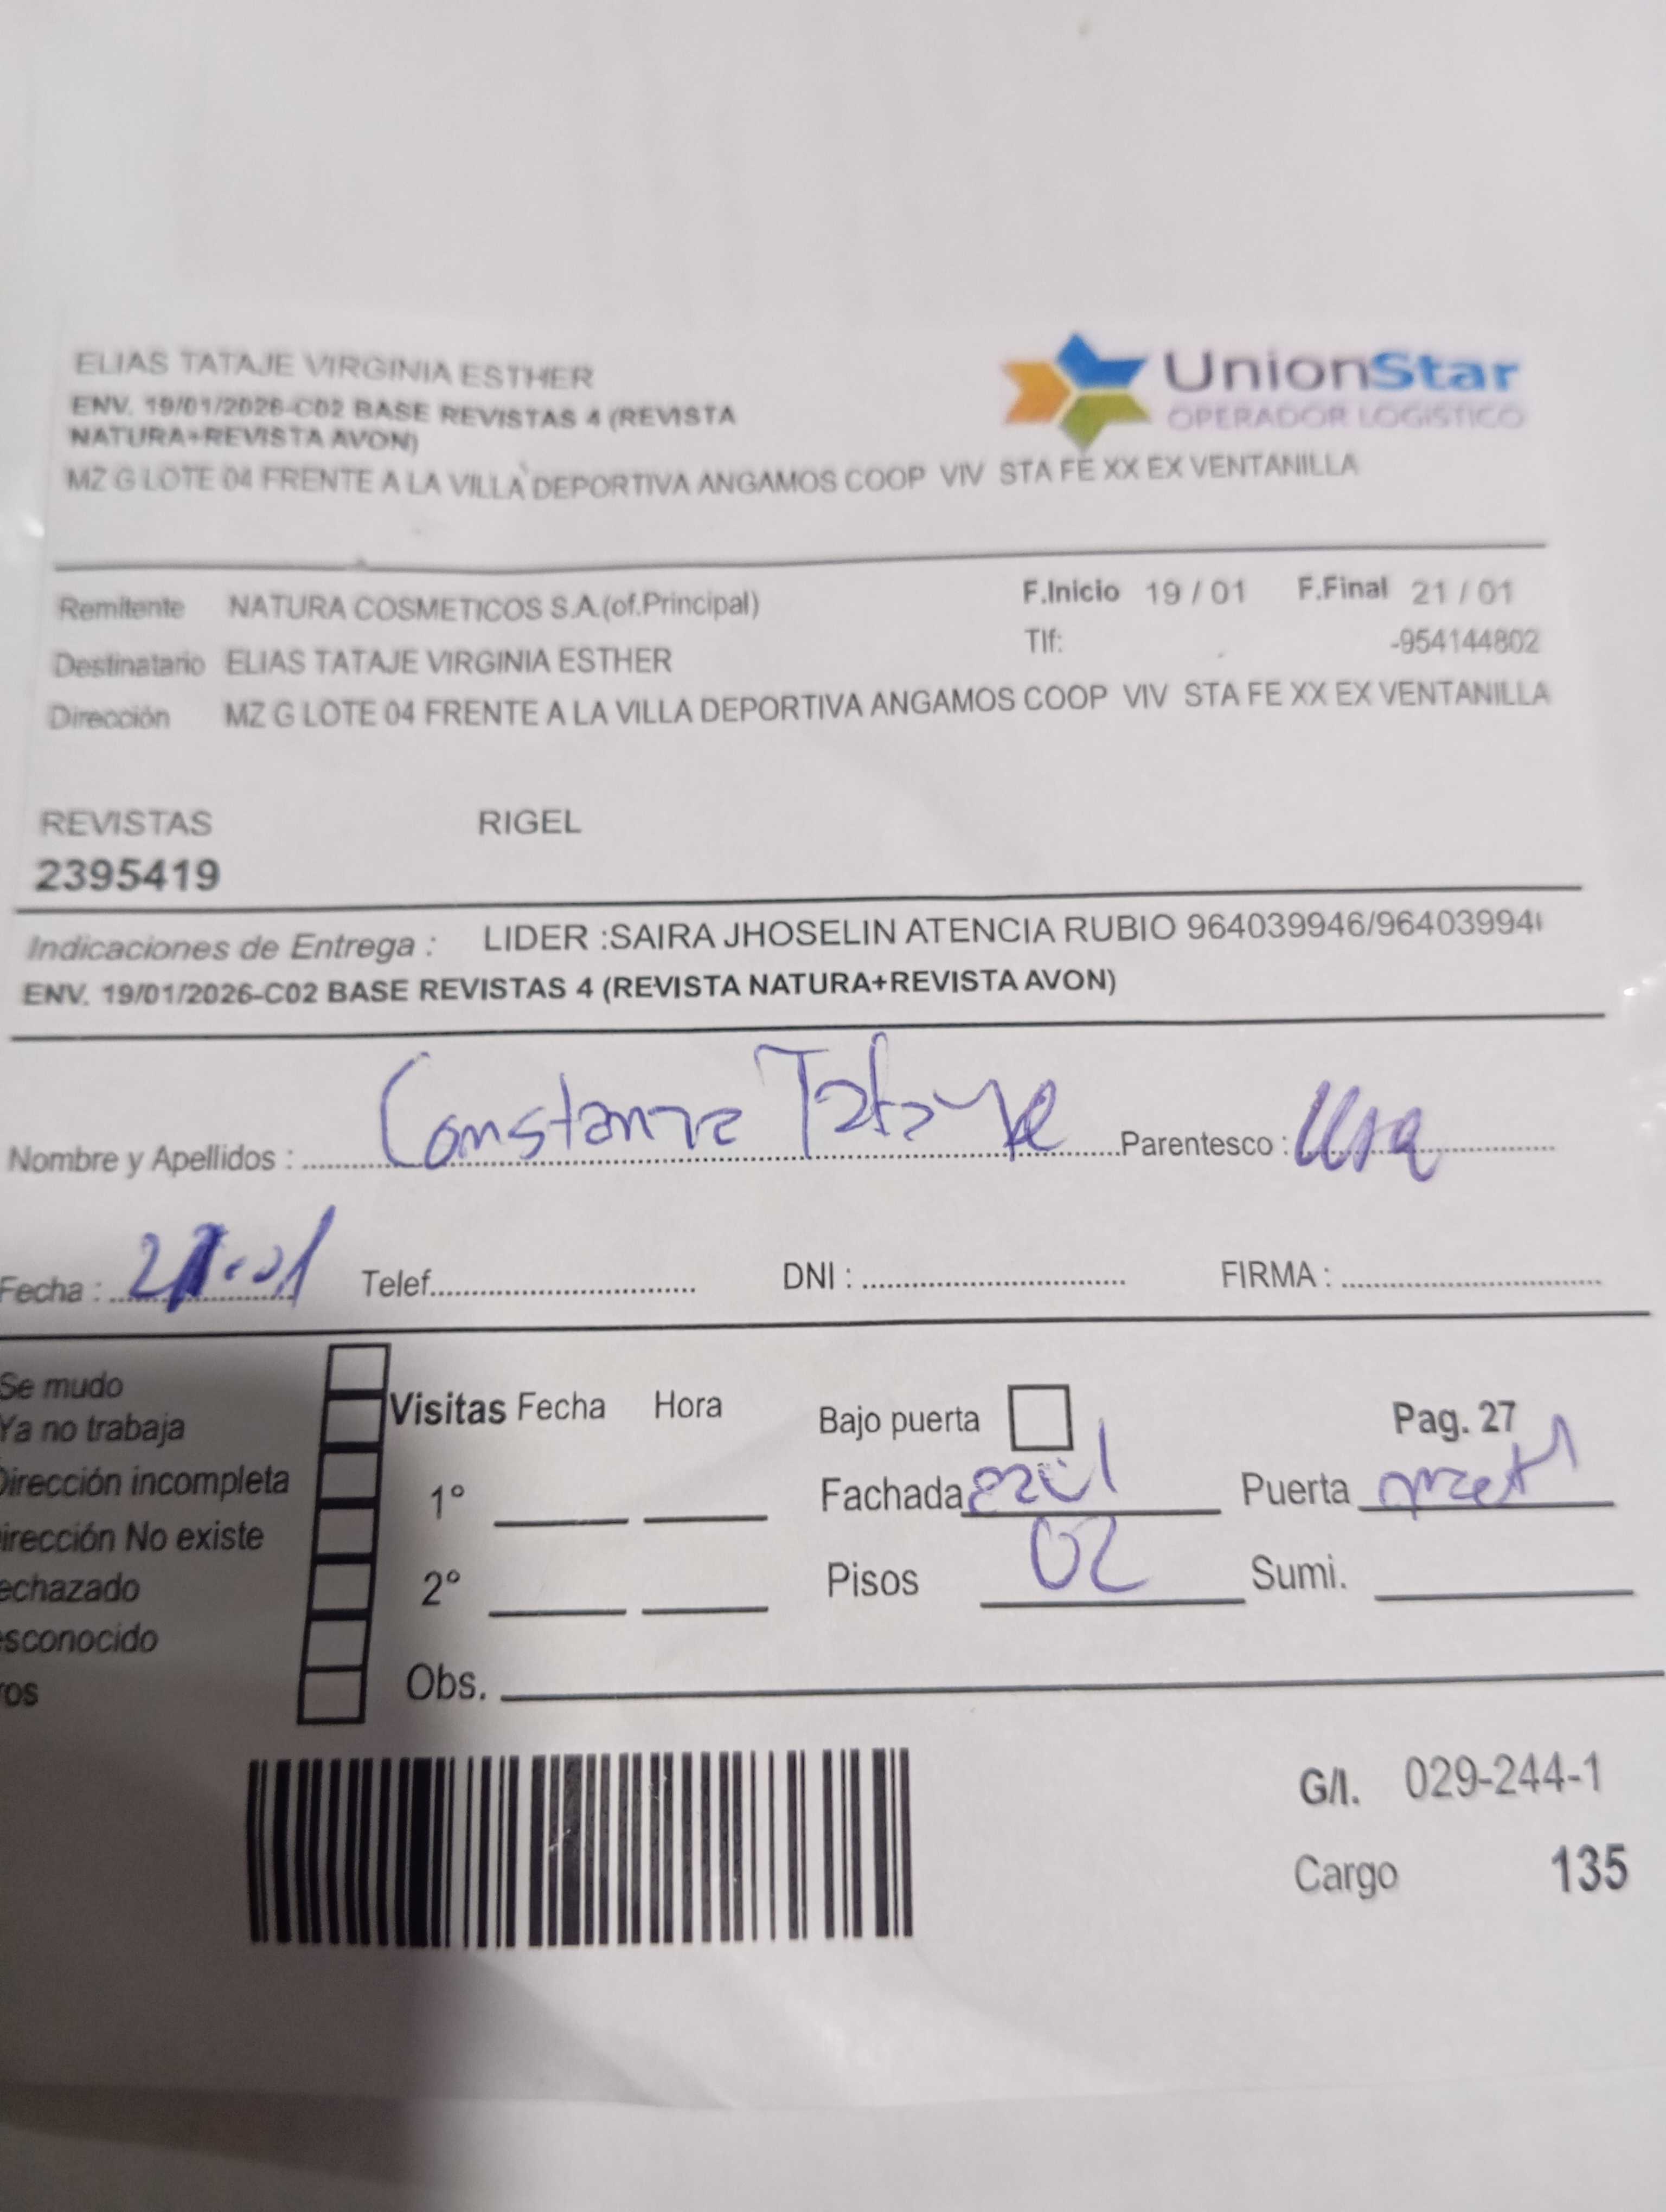 ELIAS TATAJE VIRGINIA ESTHER
ENV. 19/01/2026-C02 BASE REVISTAS 4 (REVISTA
NATURA+REVISTA AVON)
MZ G LOTE 04 FRENTE A LA VILLA DEPORTIVA ANGAMOS COOP VIV STA FE XX EX VENTANILLA
UnionStar
OPERADOR LOGISTICO
Remitente NATURA COSMETICOS S.A.(of.Principal) F.Inicio 19 / 01 F.Final 21 / 01
Destinatario ELIAS TATAJE VIRGINIA ESTHER Tlf: -954144802
Dirección MZ G LOTE 04 FRENTE A LA VILLA DEPORTIVA ANGAMOS COOP VIV STA FE XX EX VENTANILLA
REVISTAS RIGEL
2395419
Indicaciones de Entrega : LIDER :SAIRA JHOSELIN ATENCIA RUBIO 964039946/96403994
ENV. 19/01/2026-C02 BASE REVISTAS 4 (REVISTA NATURA+REVISTA AVON)
Nombre y Apellidos : Constanza Parentesco :
Fecha : Telef. DNI : FIRMA :
Se mudo
Ya no trabaja
Dirección incompleta
irección No existe
echazado
esconocido
ros
Visitas Fecha Hora
1°
2°
Obs.
Bajo puerta Pag. 27
Fachada azul Puerta
Pisos 02 Sumi.
G/I. 029-244-1
Cargo 135